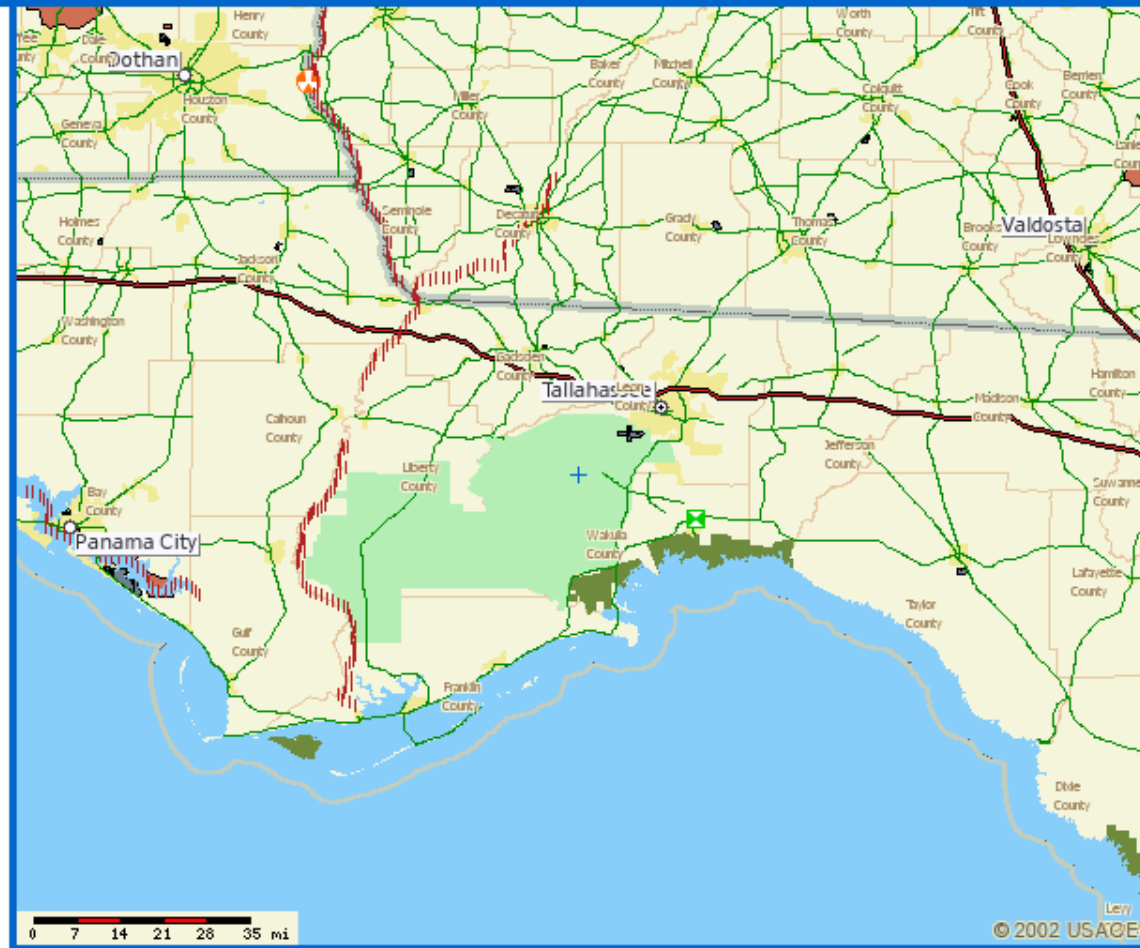 Henry
County
Worth
County
Tift
County
Dale
County
Dothan
Baker
County
Mitchell
County
Colquitt
County
Cook
County
Berrien
County
Houston
County
Miller
County
Geneva
County
Holmes
County
Seminole
County
Decatur
County
Grady
County
Thomas
County
Brooks
County
Valdosta
Lowndes
County
Jackson
County
Washington
County
Gadsden
County
Tallahassee
Leon
County
Hamilton
County
Madison
County
Calhoun
County
Jefferson
County
Liberty
County
Suwanne
County
Bay
County
Panama City
Wakulla
County
Lafayette
County
Taylor
County
Gulf
County
Franklin
County
Dixie
County
Levy
0 7 14 21 28 35 mi
© 2002 USACE